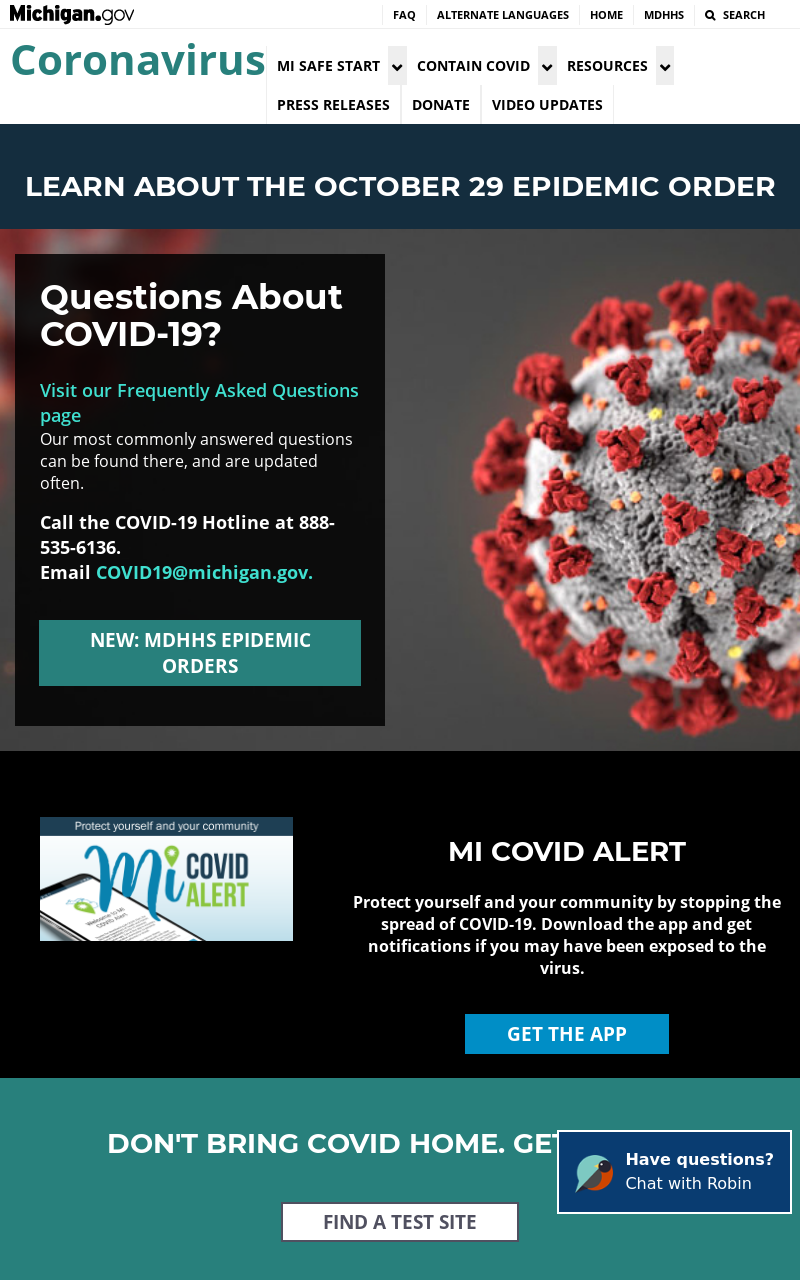 Michigan.gov
FAQ
ALTERNATE LANGUAGES
HOME
MDHHS
SEARCH
Coronavirus
MI SAFE START
CONTAIN COVID
RESOURCES
PRESS RELEASES
DONATE
VIDEO UPDATES
LEARN ABOUT THE OCTOBER 29 EPIDEMIC ORDER
Questions About
COVID-19?
Visit our Frequently Asked Questions
page
Our most commonly answered questions
can be found there, and are updated
often.
Call the COVID-19 Hotline at 888-
535-6136.
Email COVID19@michigan.gov.
NEW: MDHHS EPIDEMIC
ORDERS
Protect yourself and your community
Mi COVID
ALERT
Welcome to MI
COVID Alert
MI COVID ALERT
Protect yourself and your community by stopping the
spread of COVID-19. Download the app and get
notifications if you may have been exposed to the
virus.
GET THE APP
DON'T BRING COVID HOME. GET
Have questions?
Chat with Robin
FIND A TEST SITE